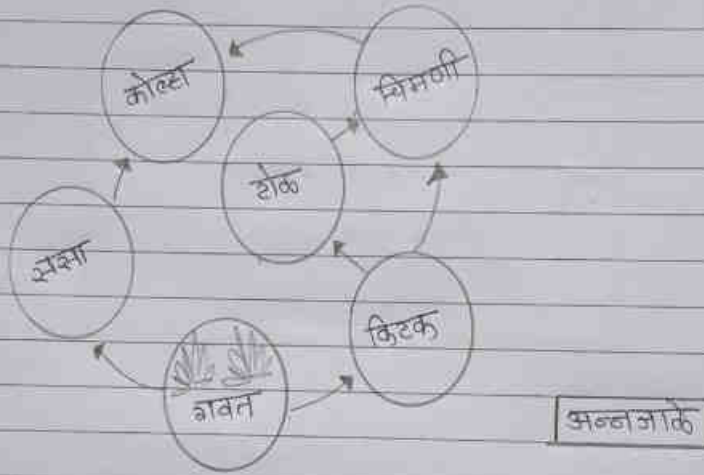 कोल्हा
चिमणी
टोळ
ससा
किटक
गवत
अन्नजाळे